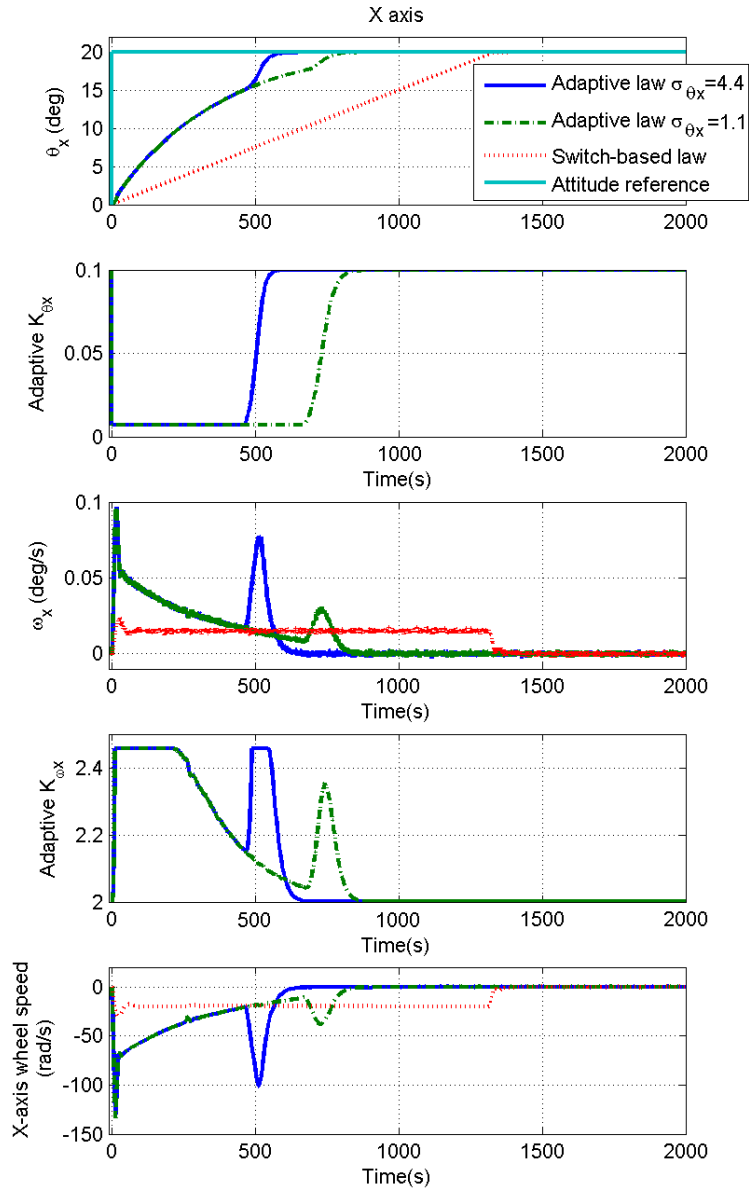 X axis
20
15
10
5
0
θx (deg)
0
500
1000
1500
2000
Adaptive law σθx=4.4
Adaptive law σθx=1.1
Switch-based law
Attitude reference
0.1
0.05
0
Adaptive Kθx
0
500
1000
1500
2000
Time(s)
0.1
0.05
0
ωx (deg/s)
0
500
1000
1500
2000
Time(s)
2.4
2.2
2
Adaptive Kωx
0
500
1000
1500
2000
Time(s)
0
-50
-100
-150
X-axis wheel speed
(rad/s)
0
500
1000
1500
2000
Time(s)